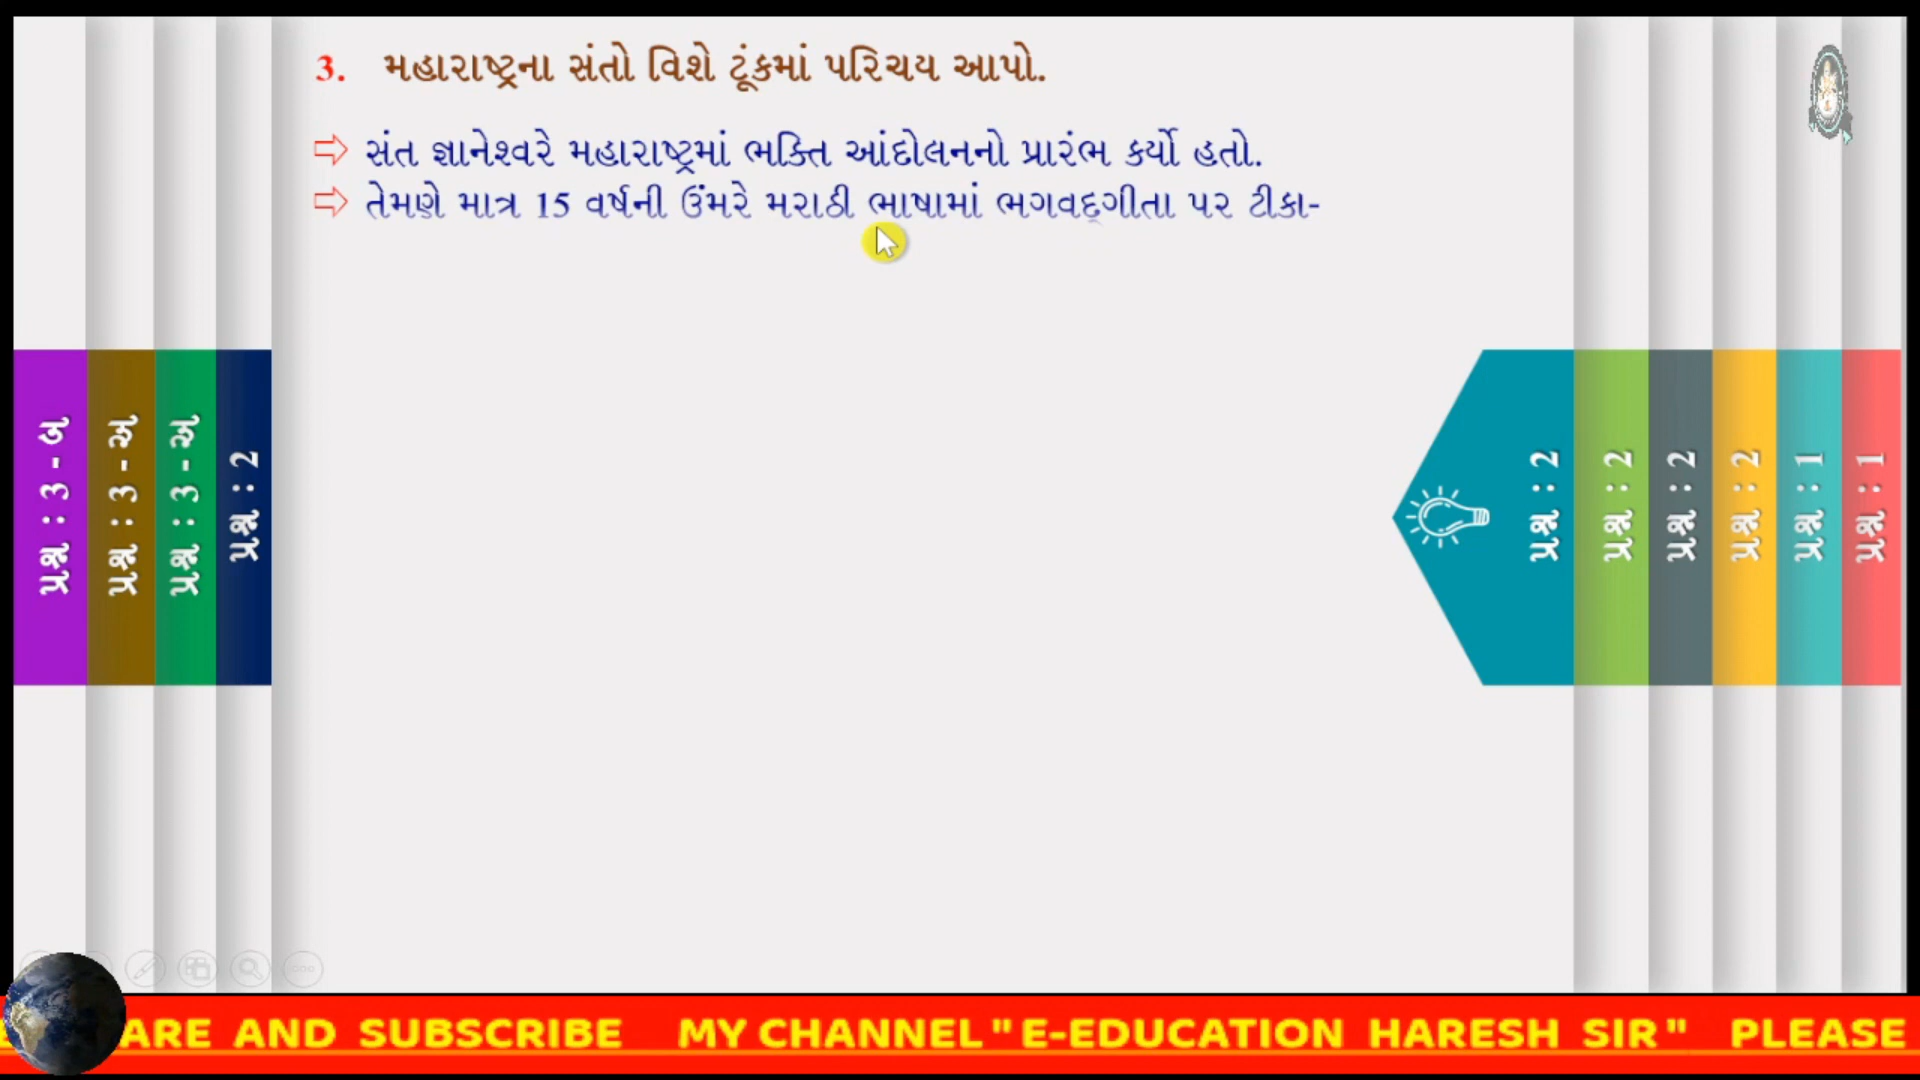 3. મહારાષ્ટ્રના સંતો વિશે ટૂંકમાં પરિચય આપો.
⇨ સંત જ્ઞાનેશ્વરે મહારાષ્ટ્રમાં ભક્તિ આંદોલનનો પ્રારંભ કર્યો હતો.
⇨ તેમણે માત્ર 15 વર્ષની ઉંમરે મરાઠી ભાષામાં ભગવદ્‌ગીતા પર ટીકા-
પ્રશ્ન : 3 - બ
પ્રશ્ન : 3 - અ
પ્રશ્ન : 3 - અ
પ્રશ્ન : 2
પ્રશ્ન : 2
પ્રશ્ન : 2
પ્રશ્ન : 2
પ્રશ્ન : 2
પ્રશ્ન : 1
પ્રશ્ન : 1
ARE AND SUBSCRIBE MY CHANNEL "E-EDUCATION HARESH SIR" PLEASE